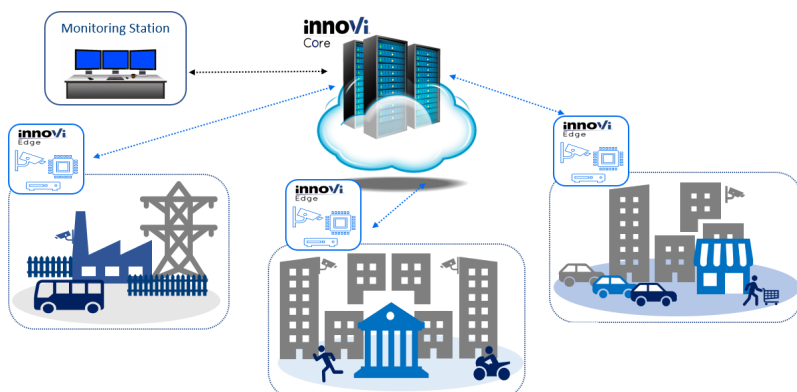 Monitoring Station
innoVi
Core
innoVi
Edge
innoVi
Edge
innoVi
Edge